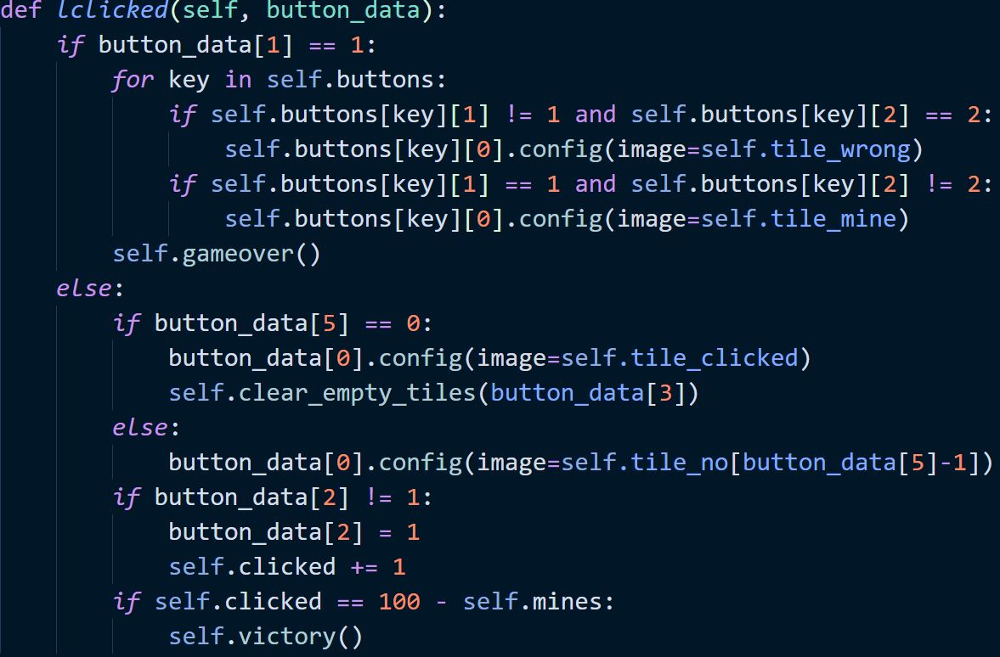 def lclicked(self, button_data):
    if button_data[1] == 1:
        for key in self.buttons:
            if self.buttons[key][1] != 1 and self.buttons[key][2] == 2:
                self.buttons[key][0].config(image=self.tile_wrong)
            if self.buttons[key][1] == 1 and self.buttons[key][2] != 2:
                self.buttons[key][0].config(image=self.tile_mine)
        self.gameover()
    else:
        if button_data[5] == 0:
            button_data[0].config(image=self.tile_clicked)
            self.clear_empty_tiles(button_data[3])
        else:
            button_data[0].config(image=self.tile_no[button_data[5]-1])
        if button_data[2] != 1:
            button_data[2] = 1
            self.clicked += 1
        if self.clicked == 100 - self.mines:
            self.victory()